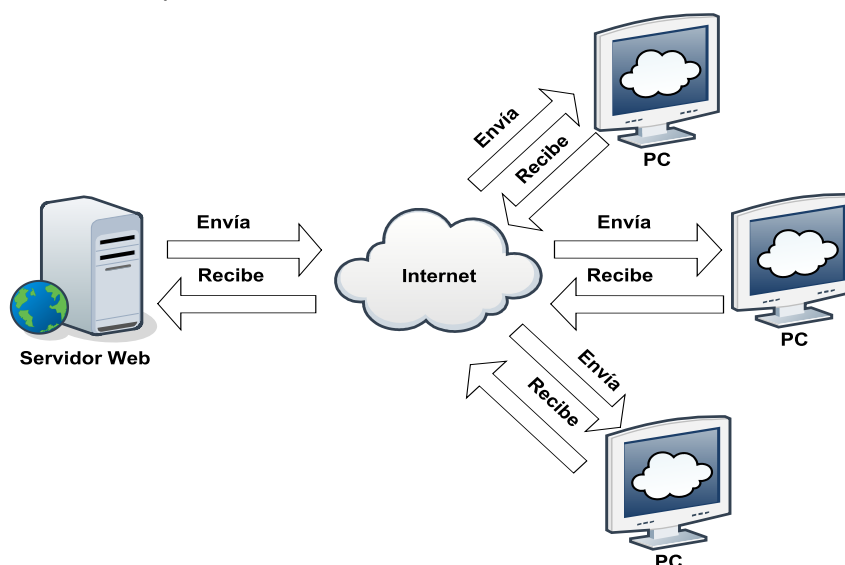 Envía
Recibe
PC
Envía
Recibe
Servidor Web
Internet
Envía
Recibe
PC
Envía
Recibe
PC